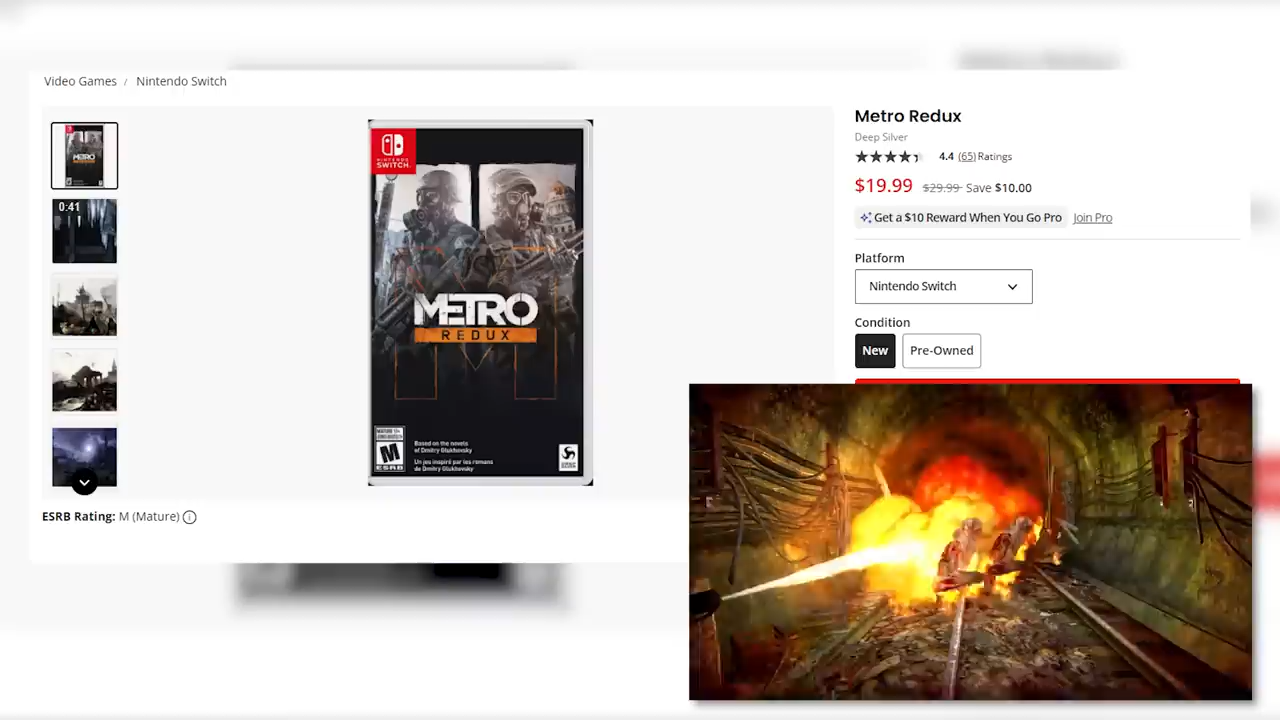 Video Games / Nintendo Switch
Metro Redux
Deep Silver
4.4 (65) Ratings
$19.99 $29.99 Save $10.00
Get a $10 Reward When You Go Pro Join Pro
Platform
Nintendo Switch
Condition
New Pre-Owned
0:41
NINTENDO
SWITCH
METRO
REDUX
MATURE 17+
M
ESRB
Based on the novels
of Dmitry Glukhovsky
Un jeu inspiré par les romans
de Dmitry Glukhovsky
ESRB Rating: M (Mature)